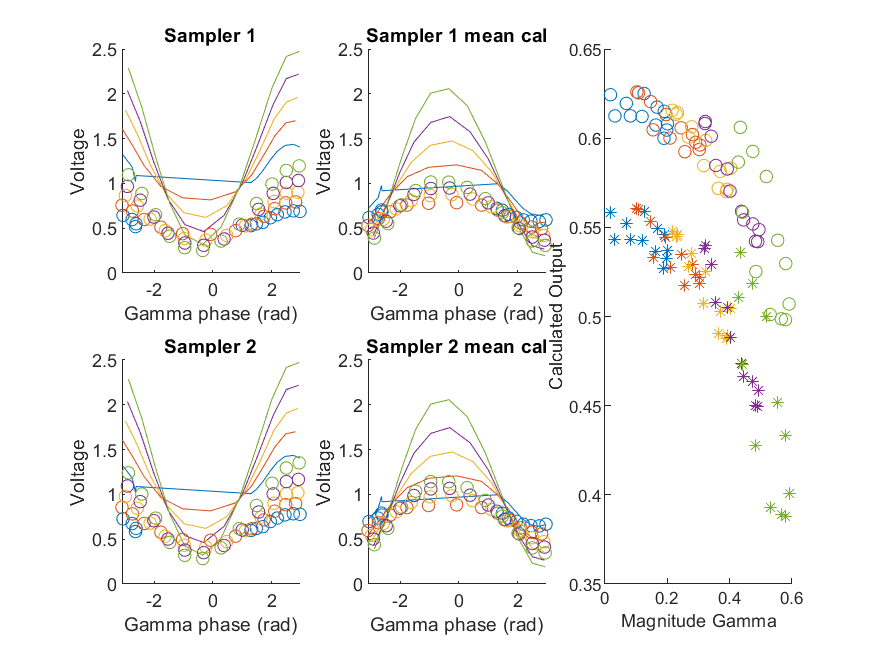 Sampler 1
2.5
2
1.5
1
0.5
0
Voltage
-2 0 2
Gamma phase (rad)
Sampler 1 mean cal
2.5
2
1.5
1
0.5
0
Voltage
-2 0 2
Gamma phase (rad)
Sampler 2
2.5
2
1.5
1
0.5
0
Voltage
-2 0 2
Gamma phase (rad)
Sampler 2 mean cal
2.5
2
1.5
1
0.5
0
Voltage
-2 0 2
Gamma phase (rad)
0.65
0.6
0.55
0.5
0.45
0.4
0.35
Calculated Output
0 0.2 0.4 0.6
Magnitude Gamma